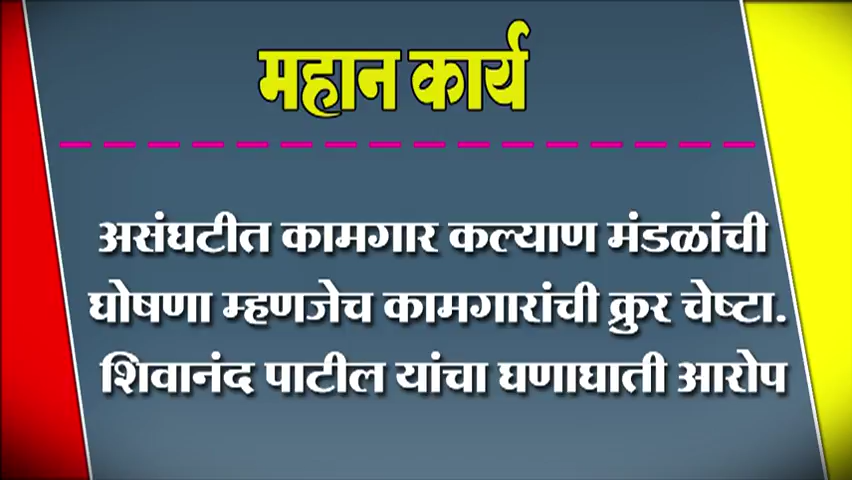 महान कार्य
असंघटीत कामगार कल्याण मंडळांची
घोषणा म्हणजेच कामगारांची क्रुर चेष्टा.
शिवानंद पाटील यांचा घणाघाती आरोप